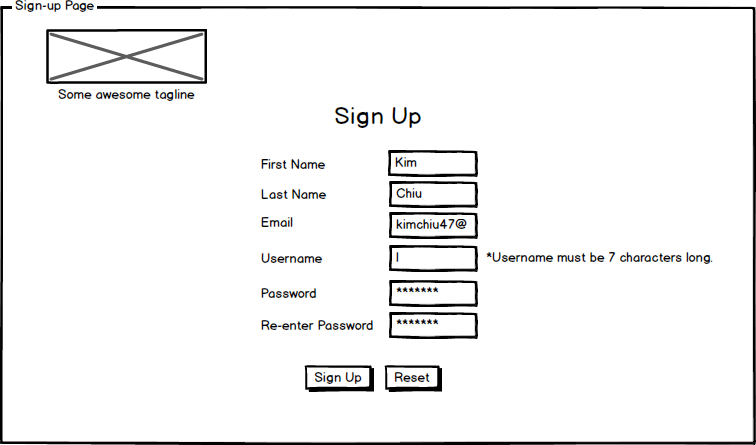 Sign-up Page
Some awesome tagline
Sign Up
First Name Kim
Last Name Chiu
Email kimchiu47@
Username | *Username must be 7 characters long.
Password *******
Re-enter Password *******
Sign Up Reset